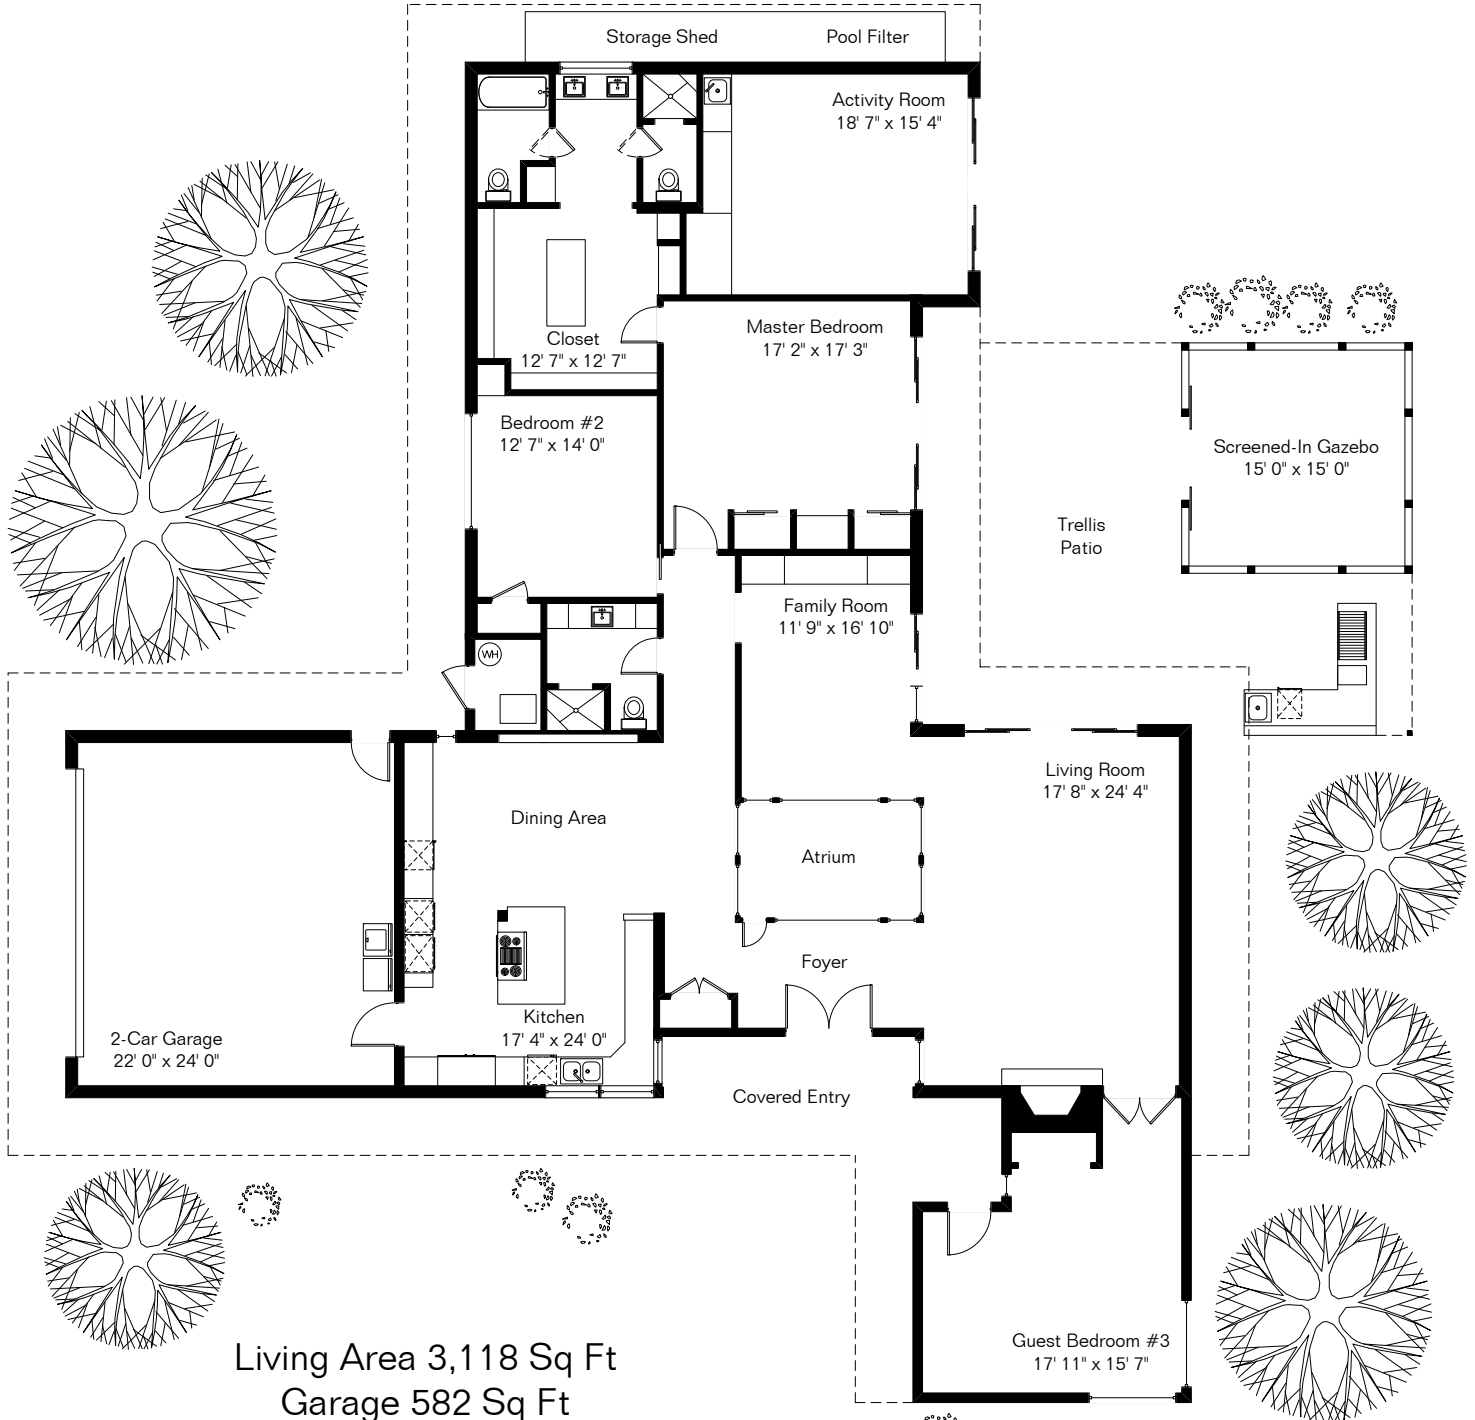 Storage Shed
Pool Filter
Activity Room
18' 7" x 15' 4"
Master Bedroom
17' 2" x 17' 3"
Closet
12' 7" x 12' 7"
Bedroom #2
12' 7" x 14' 0"
Screened-In Gazebo
15' 0" x 15' 0"
Trellis
Patio
Family Room
11' 9" x 16' 10"
WH
Living Room
17' 8" x 24' 4"
Dining Area
Atrium
Foyer
Kitchen
17' 4" x 24' 0"
2-Car Garage
22' 0" x 24' 0"
Covered Entry
Guest Bedroom #3
17' 11" x 15' 7"
Living Area 3,118 Sq Ft
Garage 582 Sq Ft